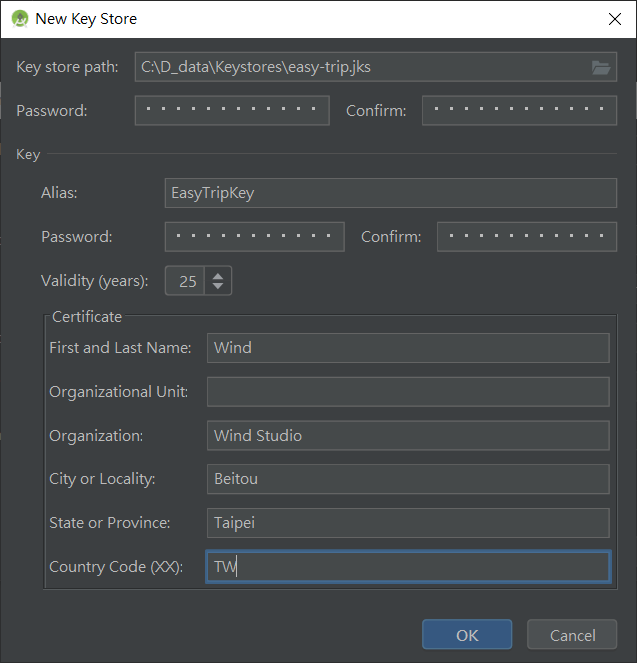 New Key Store
Key store path: C:\D_data\Keystores\easy-trip.jks
Password: • • • • • • • • • • • • Confirm: • • • • • • • • • • • •
Key
Alias: EasyTripKey
Password: • • • • • • • • • • • Confirm: • • • • • • • • • • •
Validity (years): 25
Certificate
First and Last Name: Wind
Organizational Unit:
Organization: Wind Studio
City or Locality: Beitou
State or Province: Taipei
Country Code (XX): TW
OK Cancel